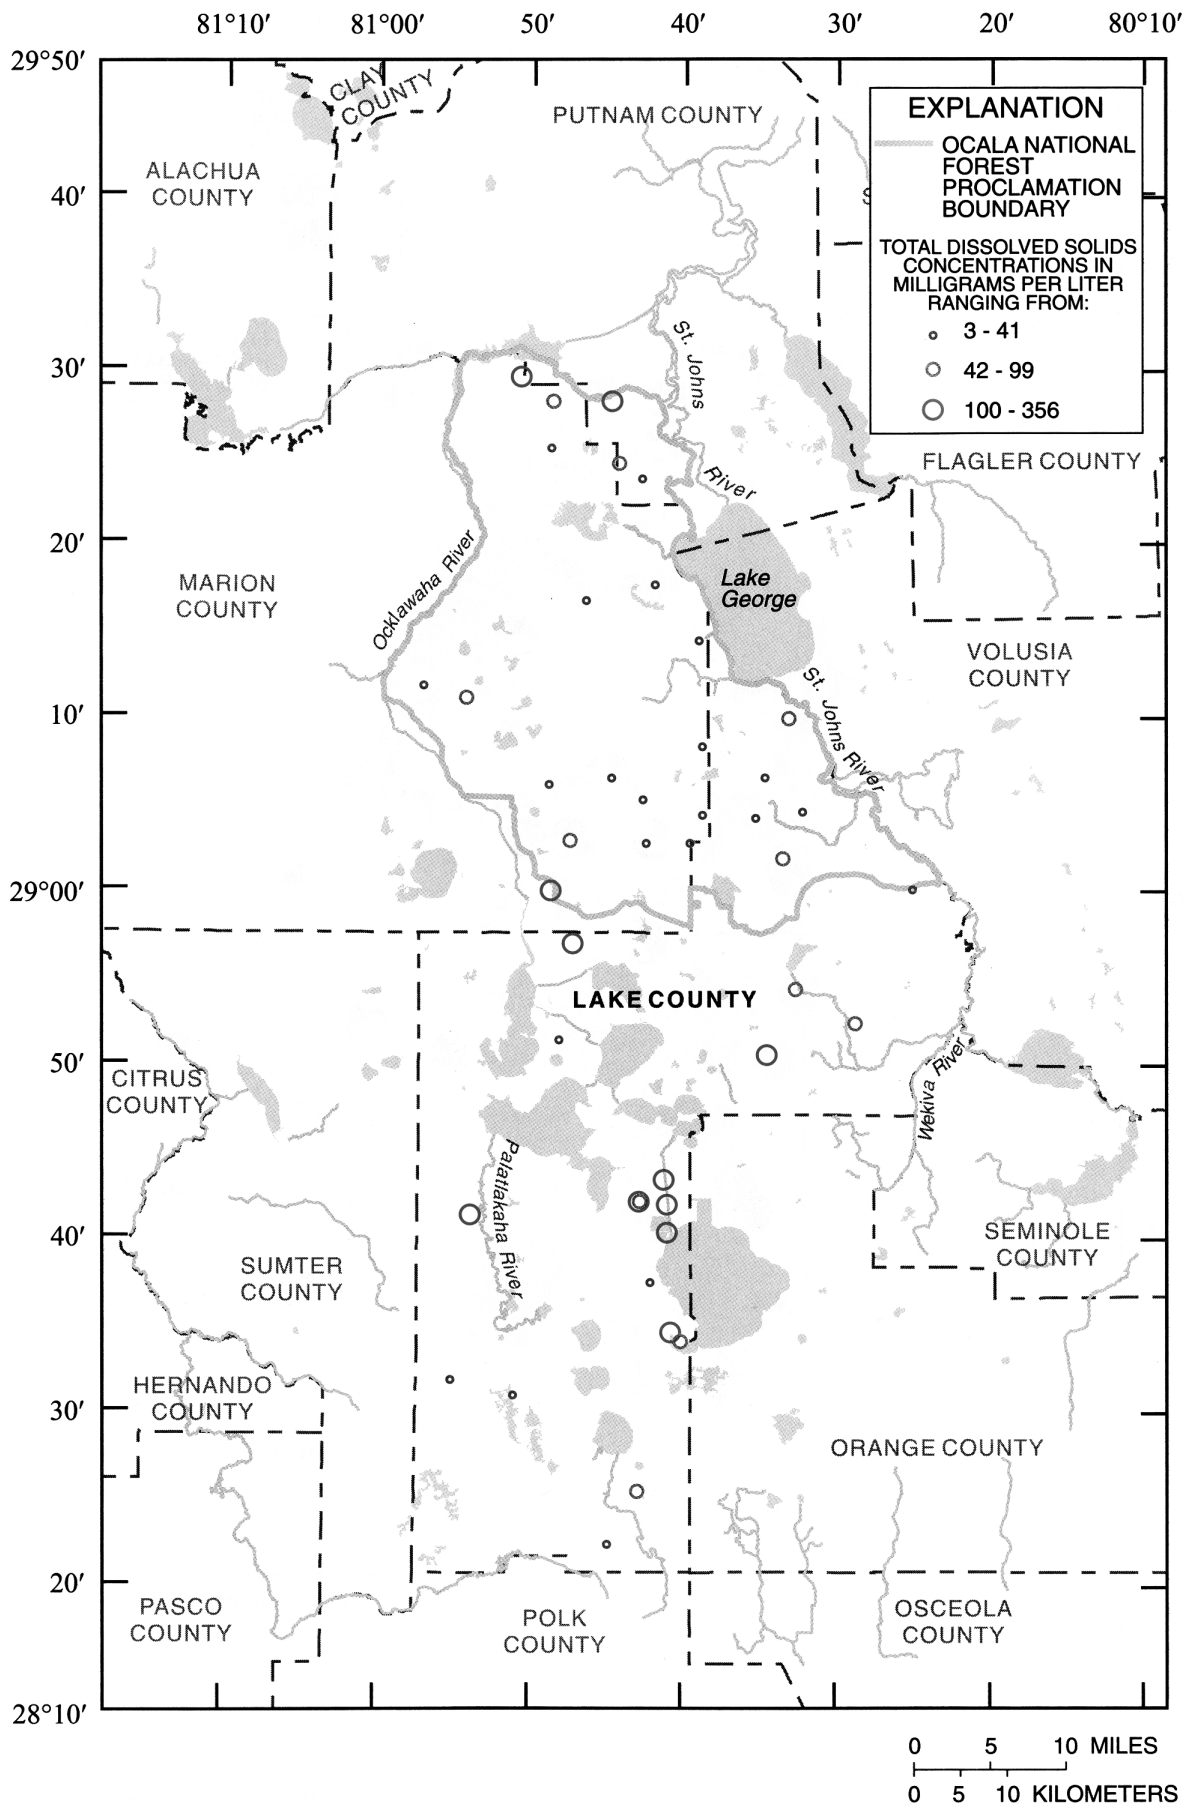 81°10′ 81°00′ 50′ 40′ 30′ 20′ 80°10′
29°50′
CLAY
COUNTY
PUTNAM COUNTY
EXPLANATION
OCALA NATIONAL
FOREST
PROCLAMATION
BOUNDARY
ALACHUA
COUNTY
40′
S
TOTAL DISSOLVED SOLIDS
CONCENTRATIONS IN
MILLIGRAMS PER LITER
RANGING FROM:
3 - 41
42 - 99
100 - 356
30′
St. Johns
River
FLAGLER COUNTY
20′
Ocklawaha River
MARION
COUNTY
Lake
George
VOLUSIA
COUNTY
St. Johns River
10′
29°00′
LAKE COUNTY
50′
CITRUS
COUNTY
Wekiva River
Palatlakaha River
40′
SUMTER
COUNTY
SEMINOLE
COUNTY
HERNANDO
COUNTY
30′
ORANGE COUNTY
20′
PASCO
COUNTY
POLK
COUNTY
OSCEOLA
COUNTY
28°10′
0 5 10 MILES
0 5 10 KILOMETERS